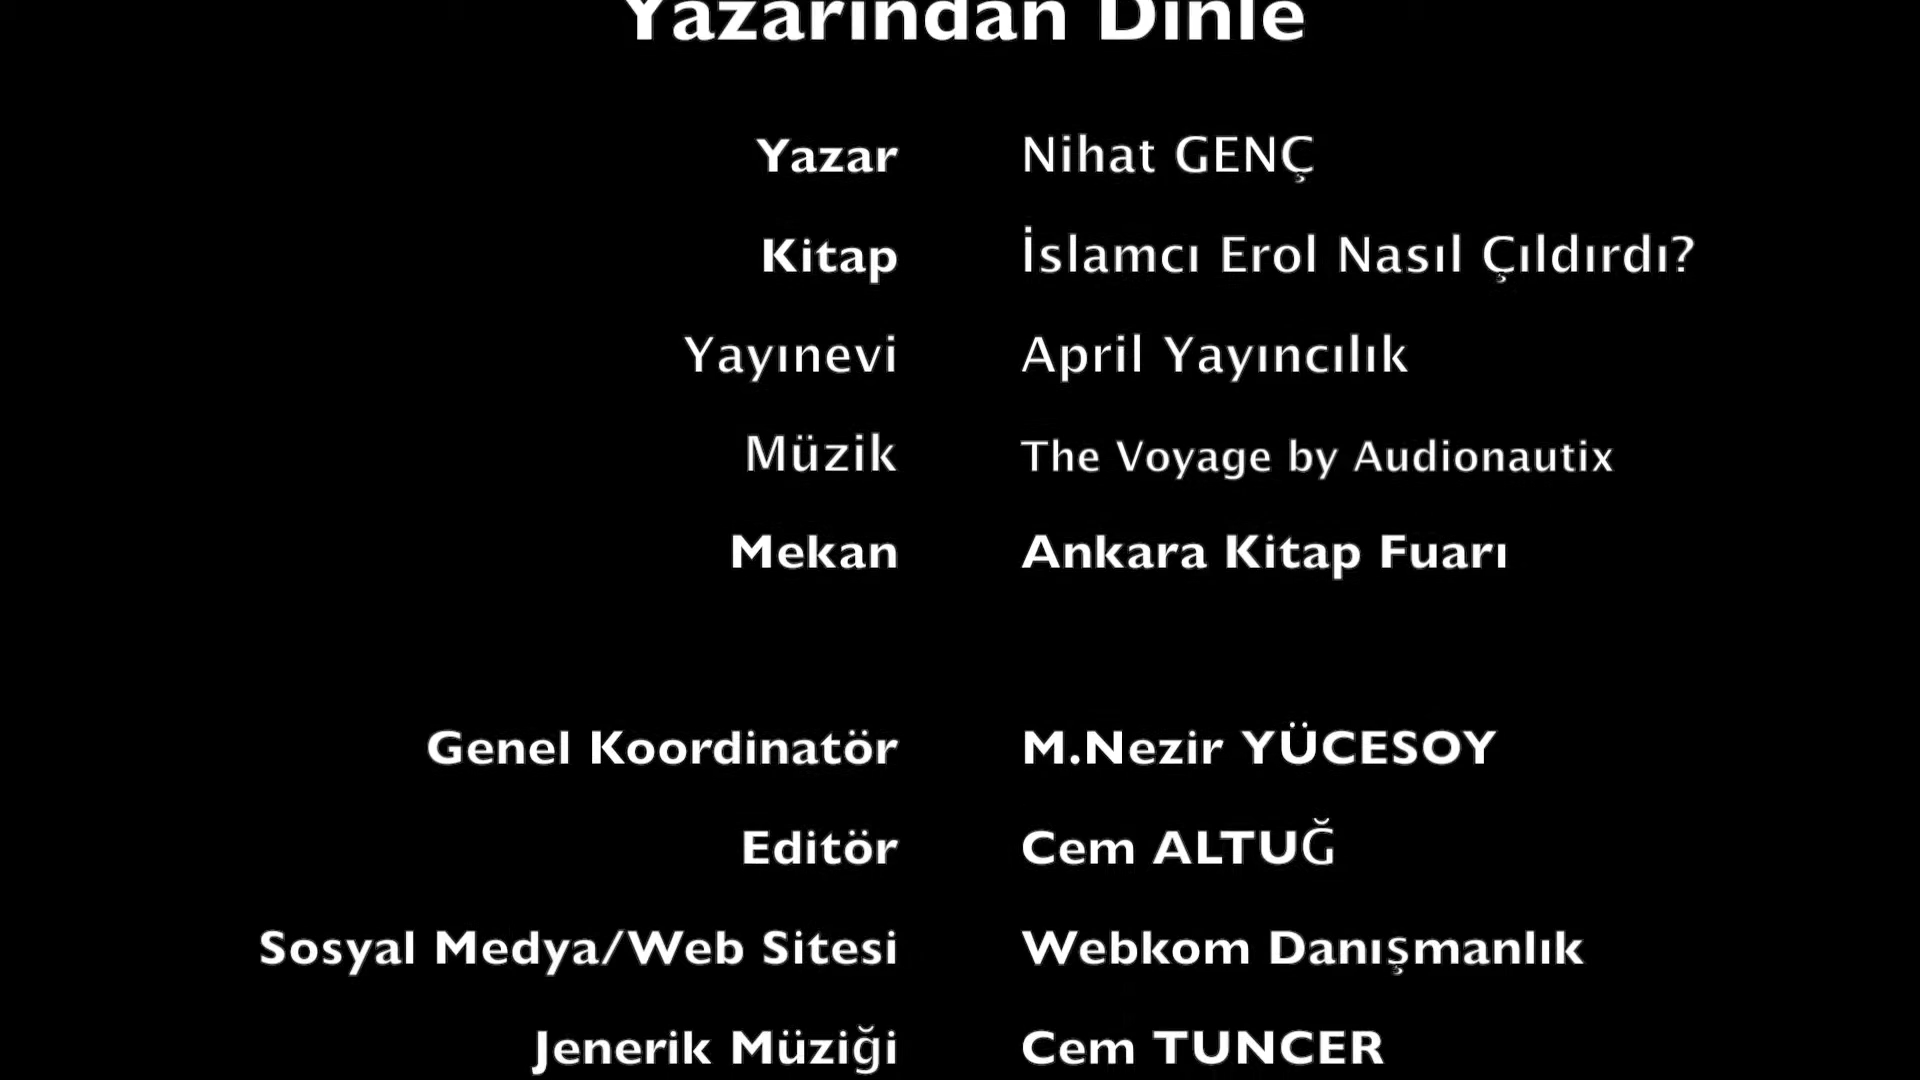 Yazarından Dinle
Yazar Nihat GENÇ
Kitap İslamcı Erol Nasıl Çıldırdı?
Yayınevi April Yayıncılık
Müzik The Voyage by Audionautix
Mekan Ankara Kitap Fuarı
Genel Koordinatör M.Nezir YÜCESOY
Editör Cem ALTUĞ
Sosyal Medya/Web Sitesi Webkom Danışmanlık
Jenerik Müziği Cem TUNCER